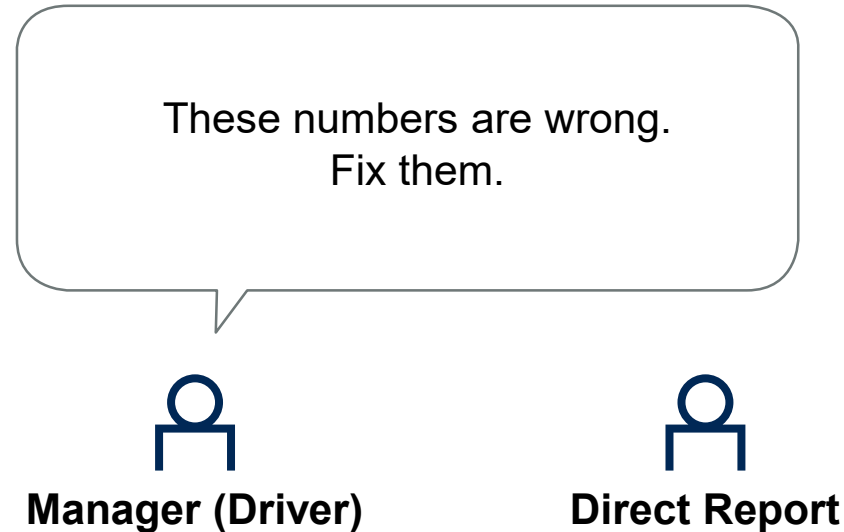 These numbers are wrong.
Fix them.
Manager (Driver)
Direct Report